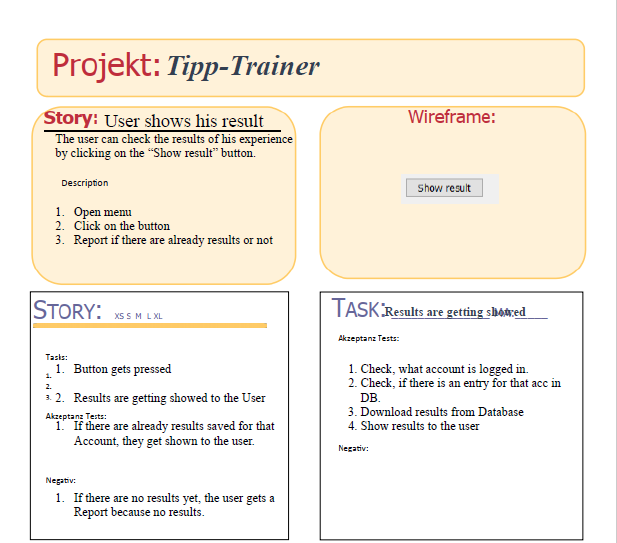 Projekt: Tipp-Trainer
Story: User shows his result
The user can check the results of his experience
by clicking on the “Show result” button.
Description
1. Open menu
2. Click on the button
3. Report if there are already results or not
Wireframe:
Show result
STORY: XS S M L XL
Tasks:
1.
1. Button gets pressed
2.
3.
2. Results are getting showed to the User
Akzeptanz Tests:
1. If there are already results saved for that
Account, they get shown to the user.
Negativ:
1. If there are no results yet, the user gets a
Report because no results.
TASK: Results are getting showed
Akzeptanz Tests:
1. Check, what account is logged in.
2. Check, if there is an entry for that acc in
DB.
3. Download results from Database
4. Show results to the user
Negativ: